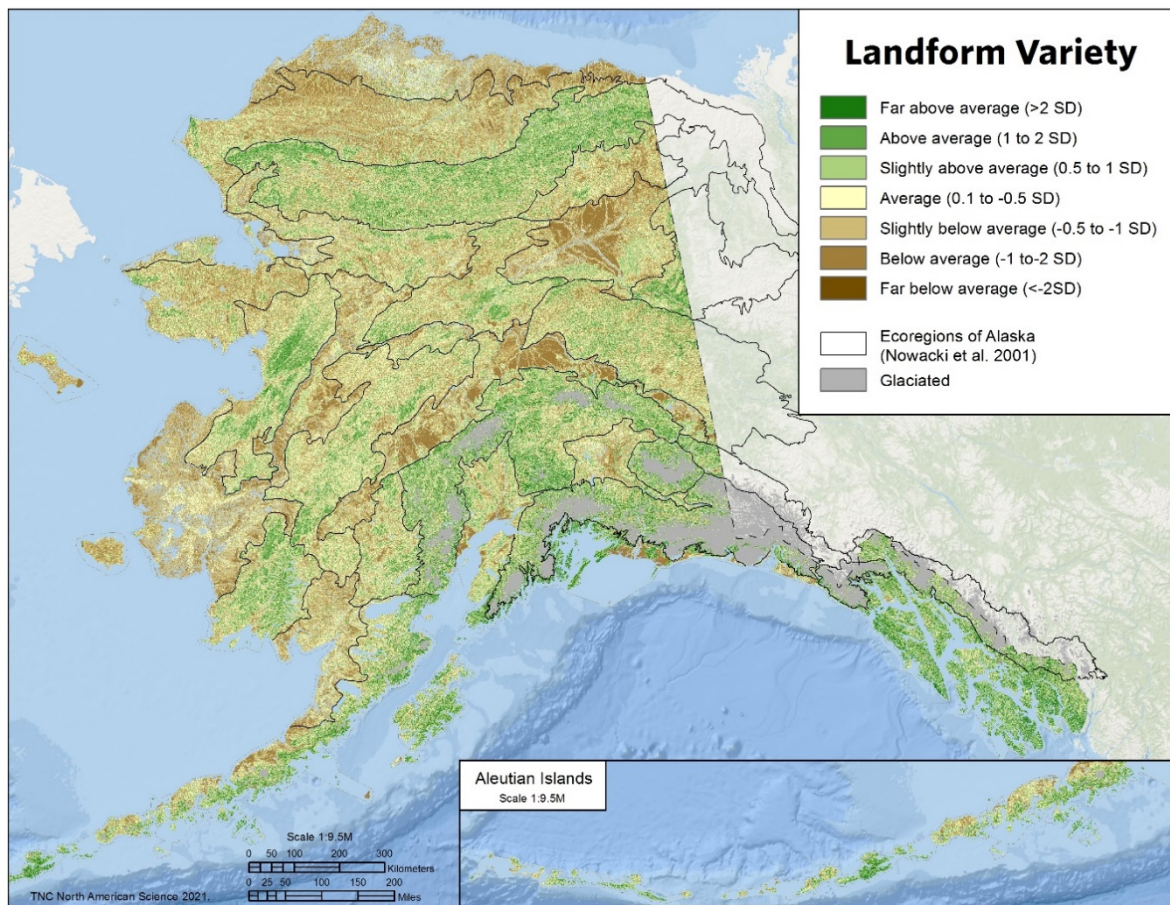 Landform Variety
Far above average (>2 SD)
Above average (1 to 2 SD)
Slightly above average (0.5 to 1 SD)
Average (0.1 to -0.5 SD)
Slightly below average (-0.5 to -1 SD)
Below average (-1 to-2 SD)
Far below average (<-2SD)
Ecoregions of Alaska
(Nowacki et al. 2001)
Glaciated
Aleutian Islands
Scale 1:9.5M
Scale 1:9.5M
0 50 100 200 300
Kilometers
0 25 50 100 150 200
Miles
TNC North American Science 2021.